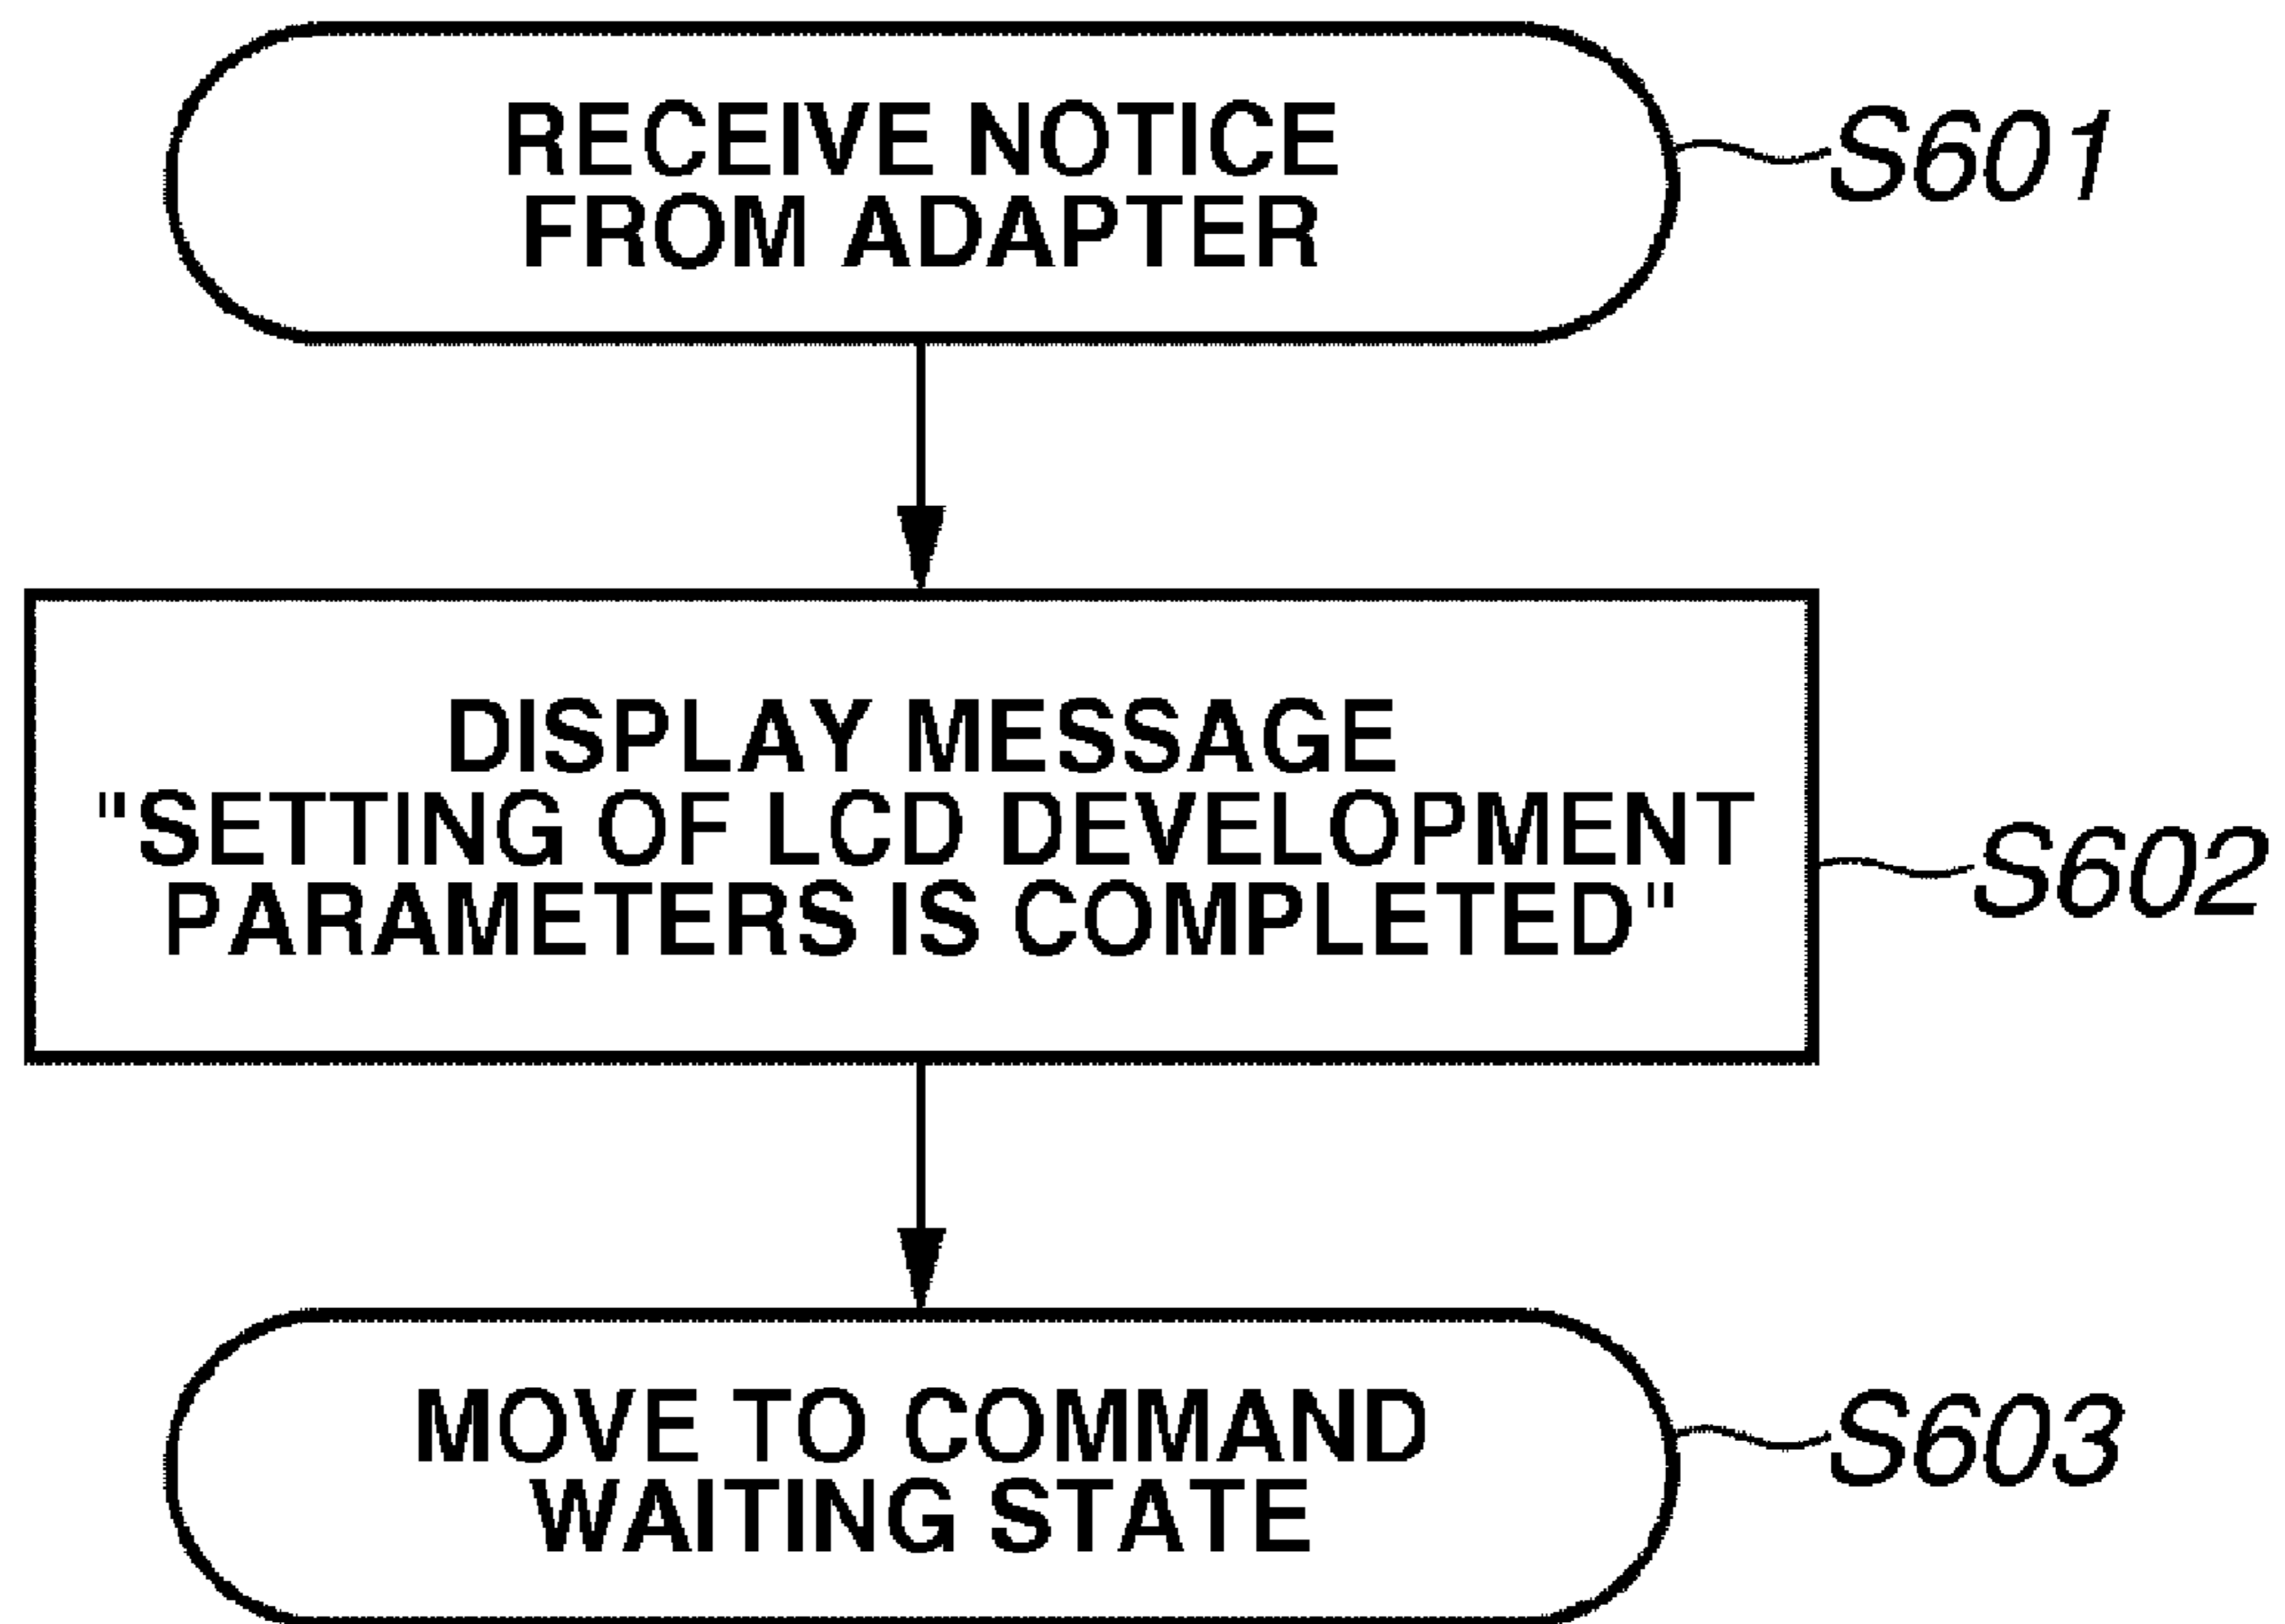 RECEIVE NOTICE
FROM ADAPTER
S601
DISPLAY MESSAGE
"SETTING OF LCD DEVELOPMENT
PARAMETERS IS COMPLETED"
S602
MOVE TO COMMAND
WAITING STATE
S603